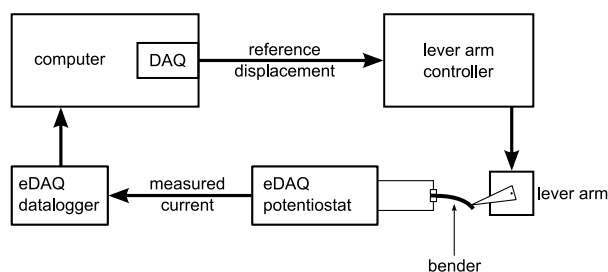 computer
DAQ
reference
displacement
lever arm
controller
eDAQ
datalogger
measured
current
eDAQ
potentiostat
lever arm
bender